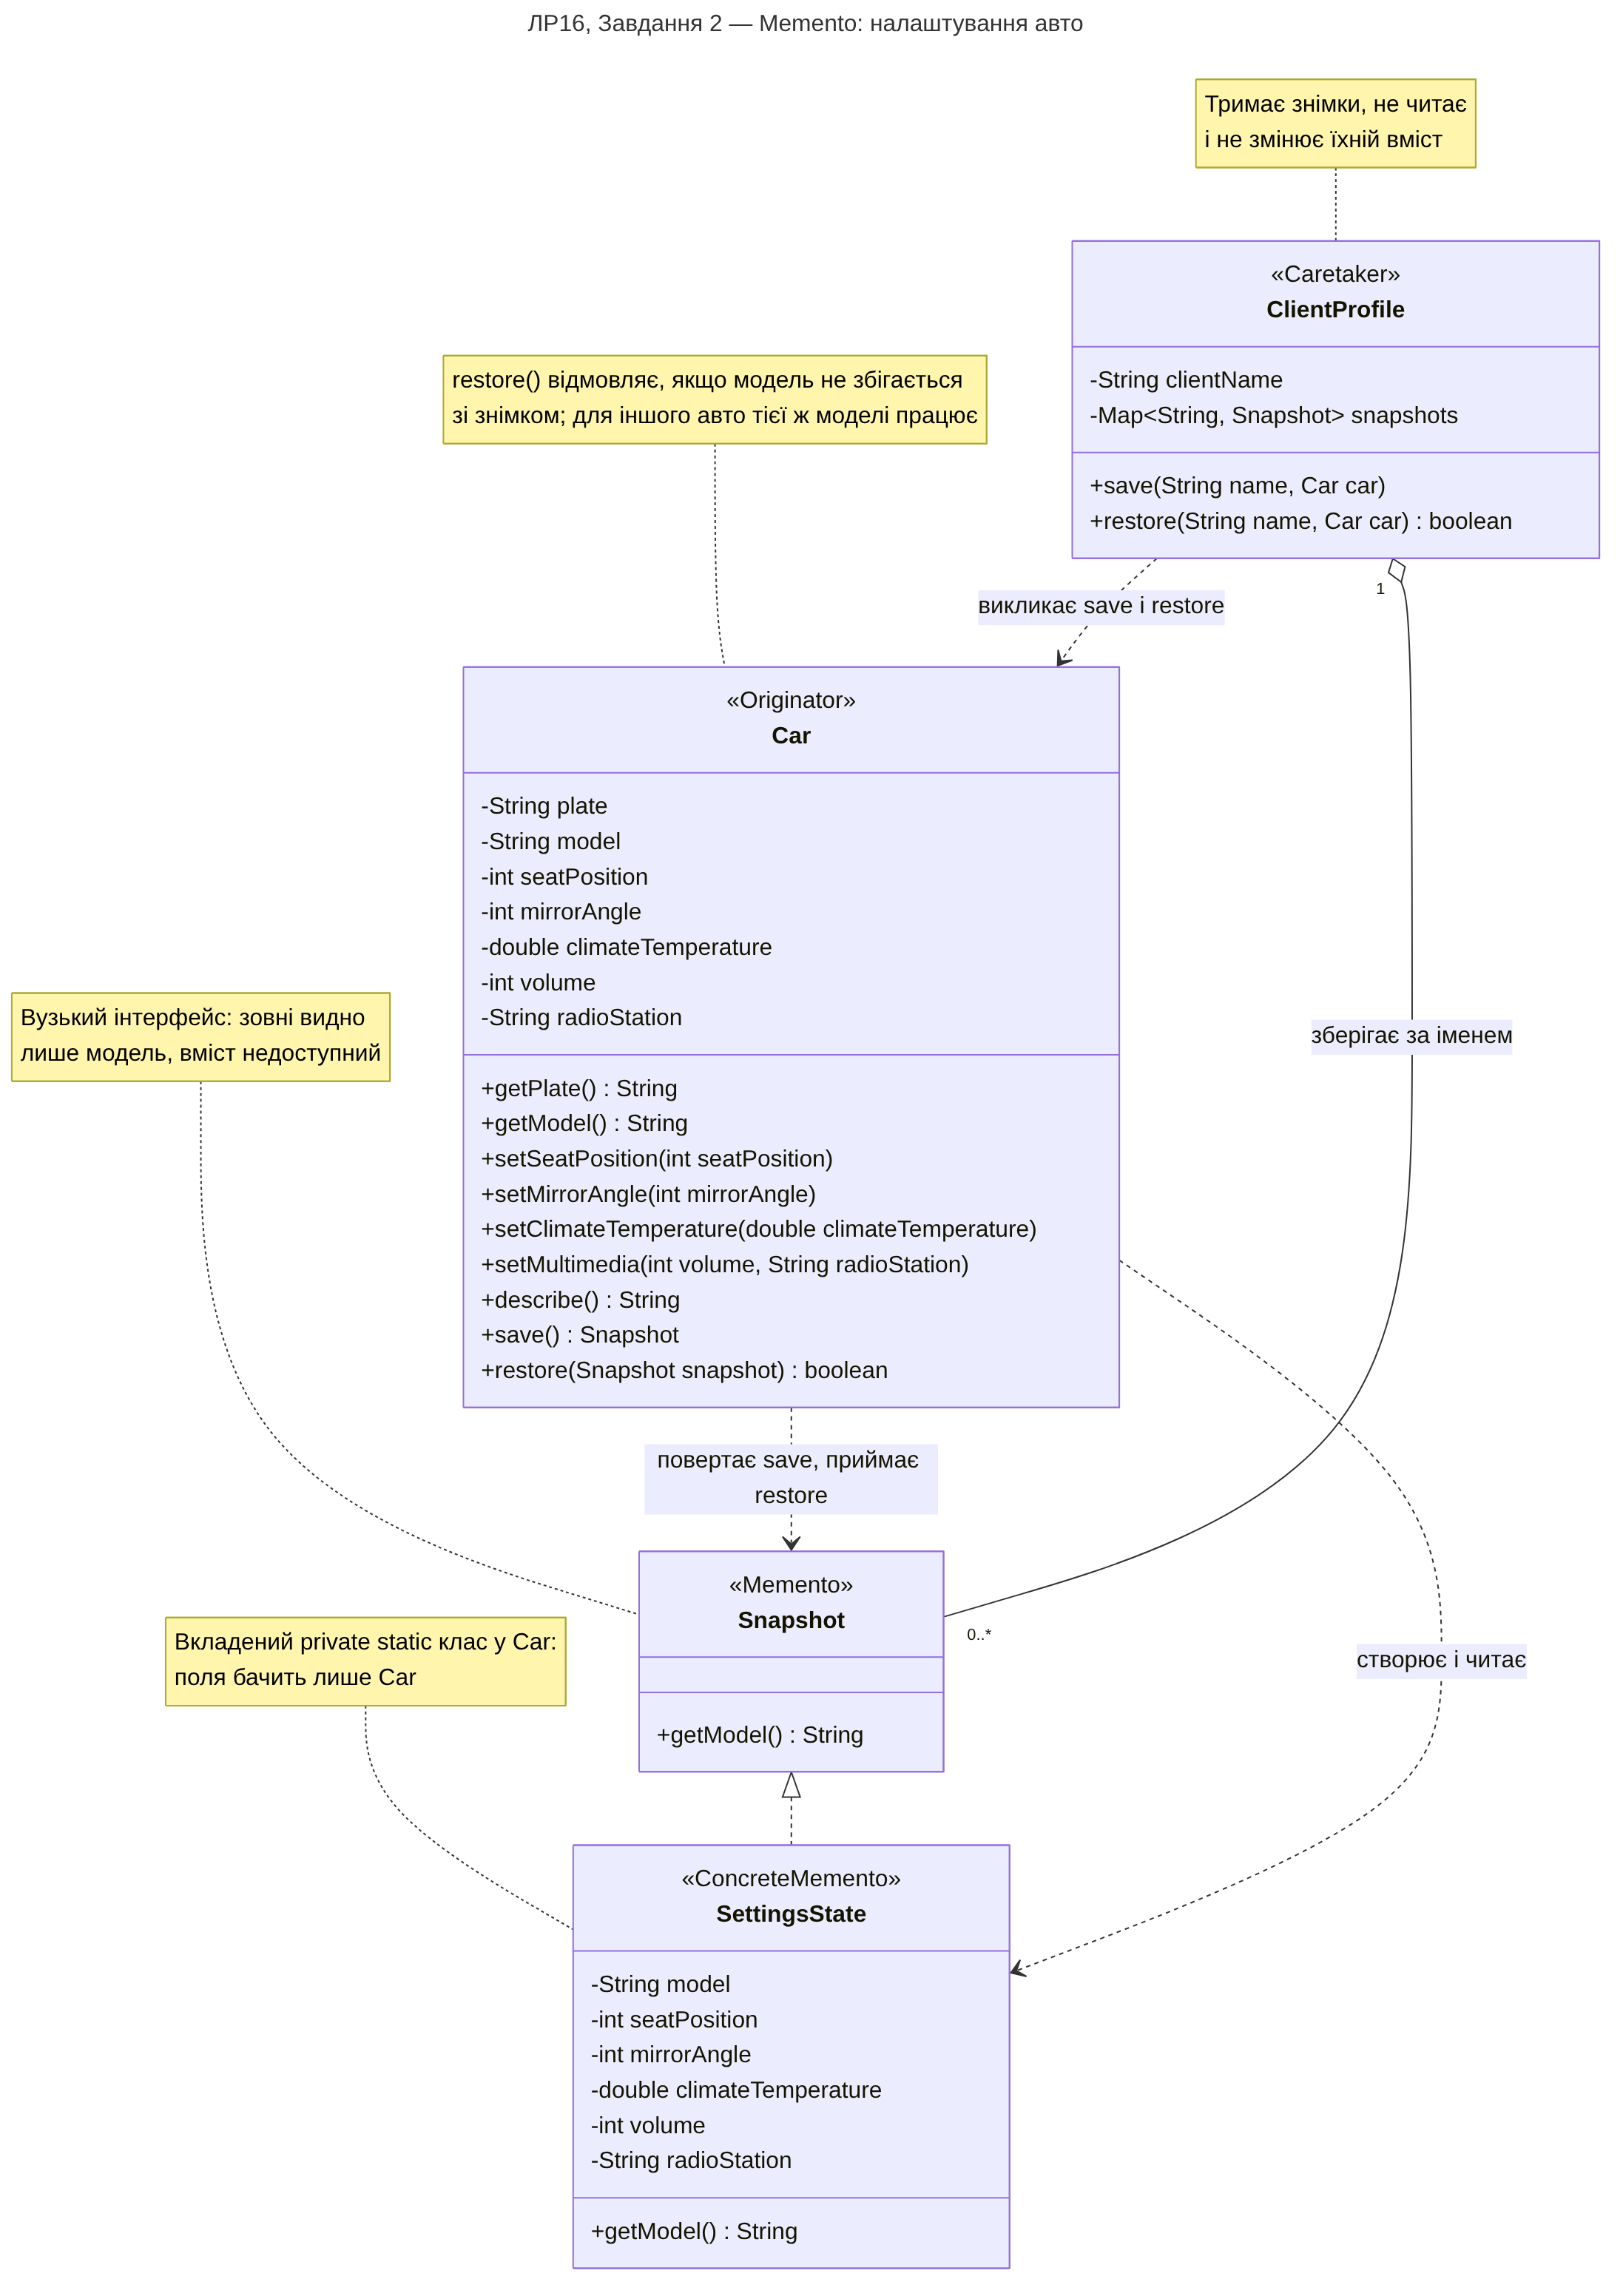 ЛР16, Завдання 2 — Memento: налаштування авто
Тримає знімки, не читає
і не змінює їхній вміст
«Caretaker»
ClientProfile
-String clientName
-Map<String, Snapshot> snapshots
+save(String name, Car car)
+restore(String name, Car car) : boolean
restore() відмовляє, якщо модель не збігається
зі знімком; для іншого авто тієї ж моделі працює
викликає save і restore
1
«Originator»
Car
-String plate
-String model
-int seatPosition
-int mirrorAngle
-double climateTemperature
-int volume
-String radioStation
+getPlate() : String
+getModel() : String
+setSeatPosition(int seatPosition)
+setMirrorAngle(int mirrorAngle)
+setClimateTemperature(double climateTemperature)
+setMultimedia(int volume, String radioStation)
+describe() : String
+save() : Snapshot
+restore(Snapshot snapshot) : boolean
Вузький інтерфейс: зовні видно
лише модель, вміст недоступний
зберігає за іменем
повертає save, приймає
restore
«Memento»
Snapshot
+getModel() : String
0..*
Вкладений private static клас у Car:
поля бачить лише Car
створює і читає
«ConcreteMemento»
SettingsState
-String model
-int seatPosition
-int mirrorAngle
-double climateTemperature
-int volume
-String radioStation
+getModel() : String